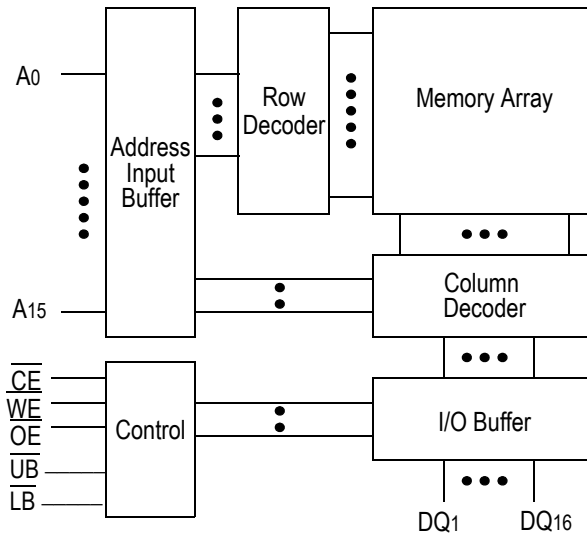 A0
A15
Address
Input
Buffer
Row
Decoder
Memory Array
Column
Decoder
CE
WE
OE
UB
LB
Control
I/O Buffer
DQ1
DQ16